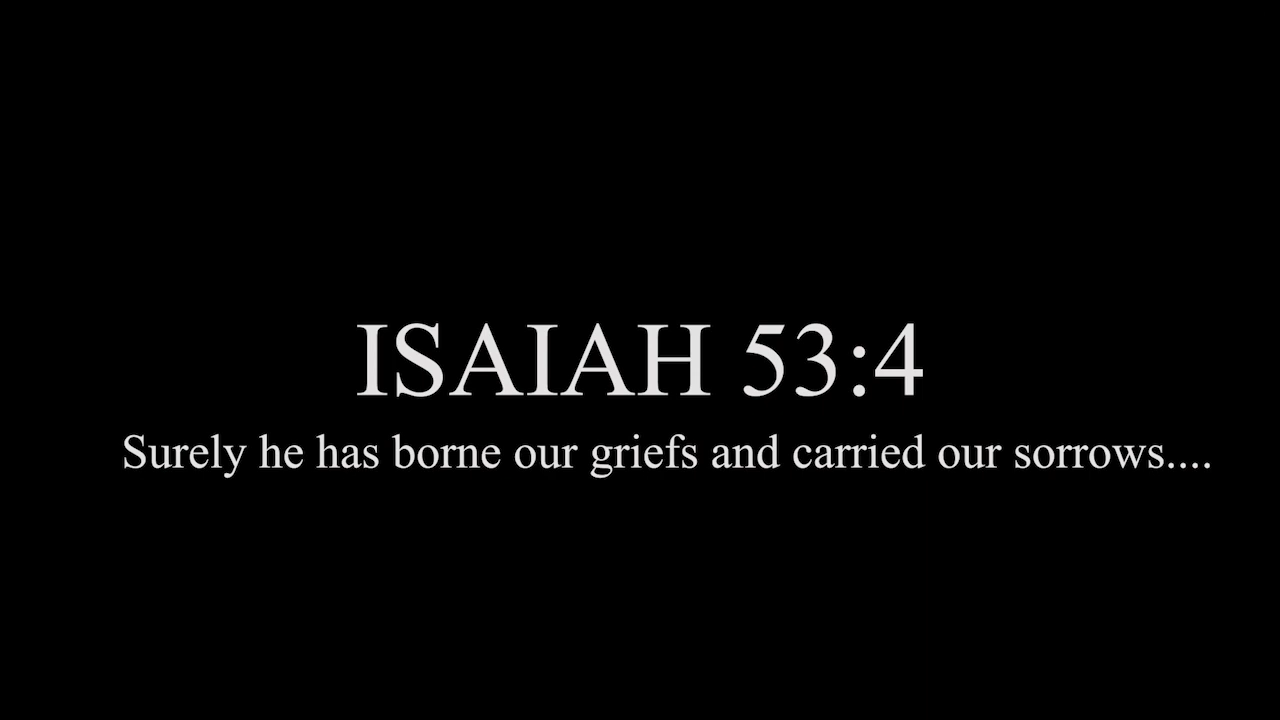 ISAIAH 53:4
Surely he has borne our griefs and carried our sorrows....